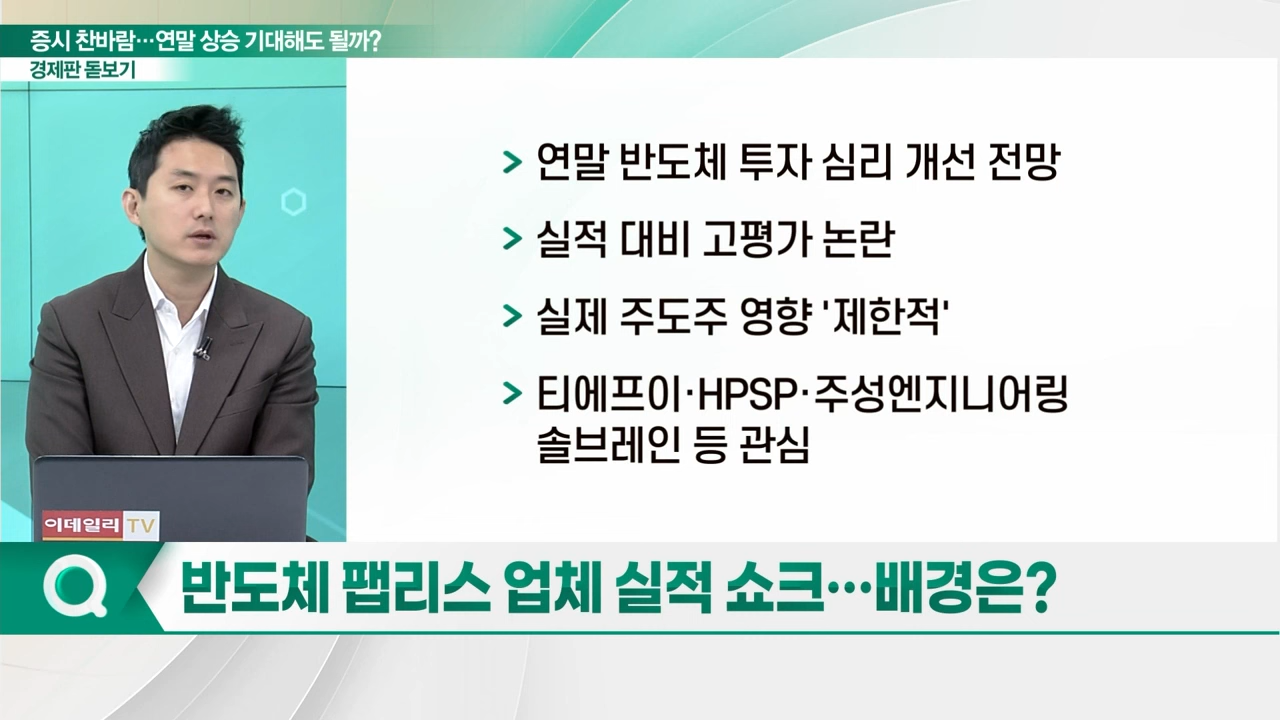 증시 찬바람…연말 상승 기대해도 될까?
경제판 돋보기
> 연말 반도체 투자 심리 개선 전망
> 실적 대비 고평가 논란
> 실제 주도주 영향 '제한적'
> 티에프이·HPSP·주성엔지니어링
솔브레인 등 관심
이데일리 TV
반도체 팹리스 업체 실적 쇼크…배경은?